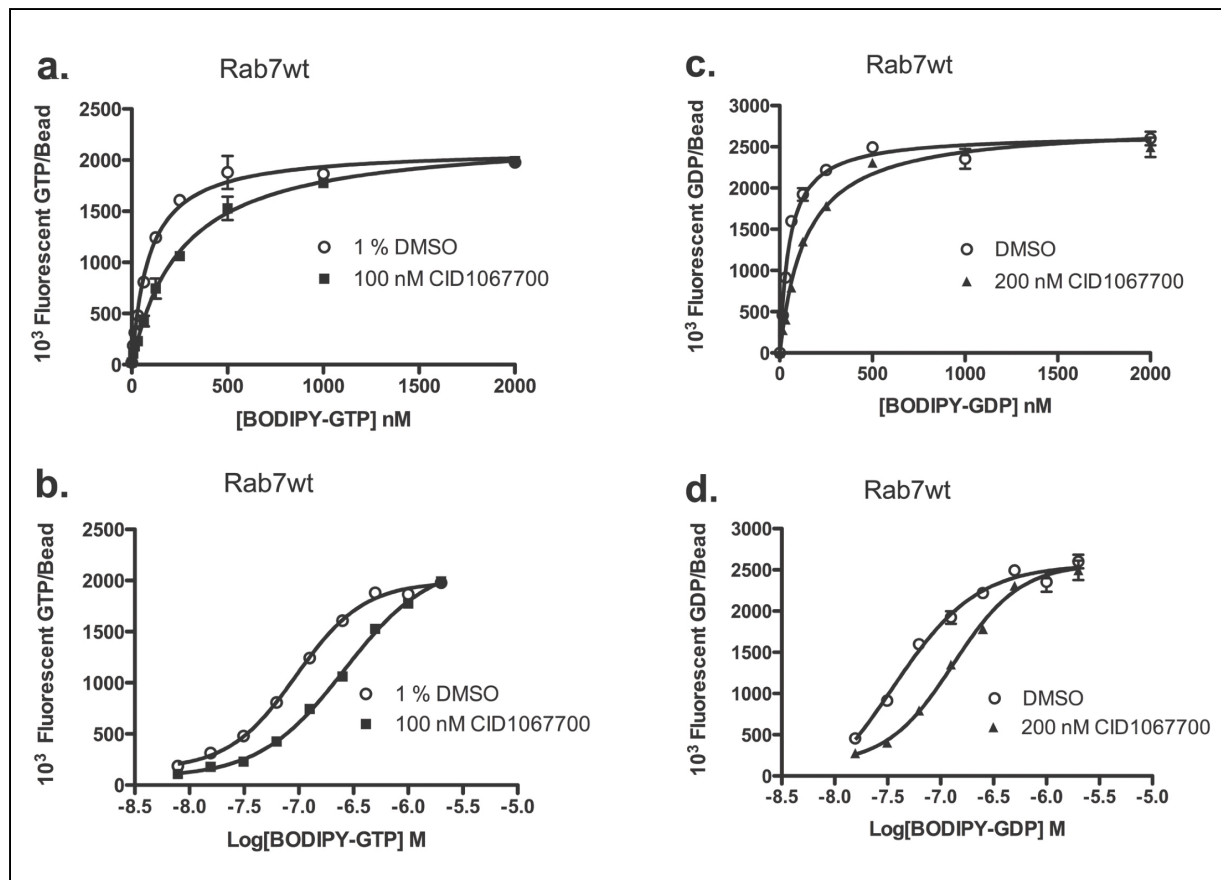 a.
Rab7wt
10³ Fluorescent GTP/Bead
2500
2000
1500
1000
500
0
○ 1 % DMSO
■ 100 nM CID1067700
0 500 1000 1500 2000
[BODIPY-GTP] nM
c.
Rab7wt
10³ Fluorescent GDP/Bead
3000
2500
2000
1500
1000
500
0
○ DMSO
▲ 200 nM CID1067700
0 500 1000 1500 2000
[BODIPY-GDP] nM
b.
Rab7wt
10³ Fluorescent GTP/Bead
2500
2000
1500
1000
500
0
○ 1 % DMSO
■ 100 nM CID1067700
-8.5 -8.0 -7.5 -7.0 -6.5 -6.0 -5.5 -5.0
Log[BODIPY-GTP] M
d.
Rab7wt
10³ Fluorescent GDP/Bead
3000
2500
2000
1500
1000
500
0
○ DMSO
▲ 200 nM CID1067700
-8.5 -8.0 -7.5 -7.0 -6.5 -6.0 -5.5 -5.0
Log[BODIPY-GDP] M